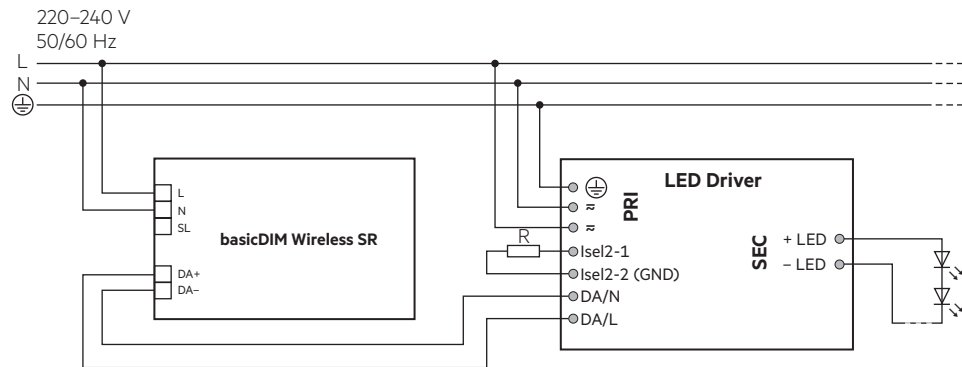 220–240 V
50/60 Hz
L
N
L
N
SL
DA+
DA–
basicDIM Wireless SR
LED Driver
PRI
≂
≂
R
Isel2-1
Isel2-2 (GND)
DA/N
DA/L
SEC
+ LED
– LED